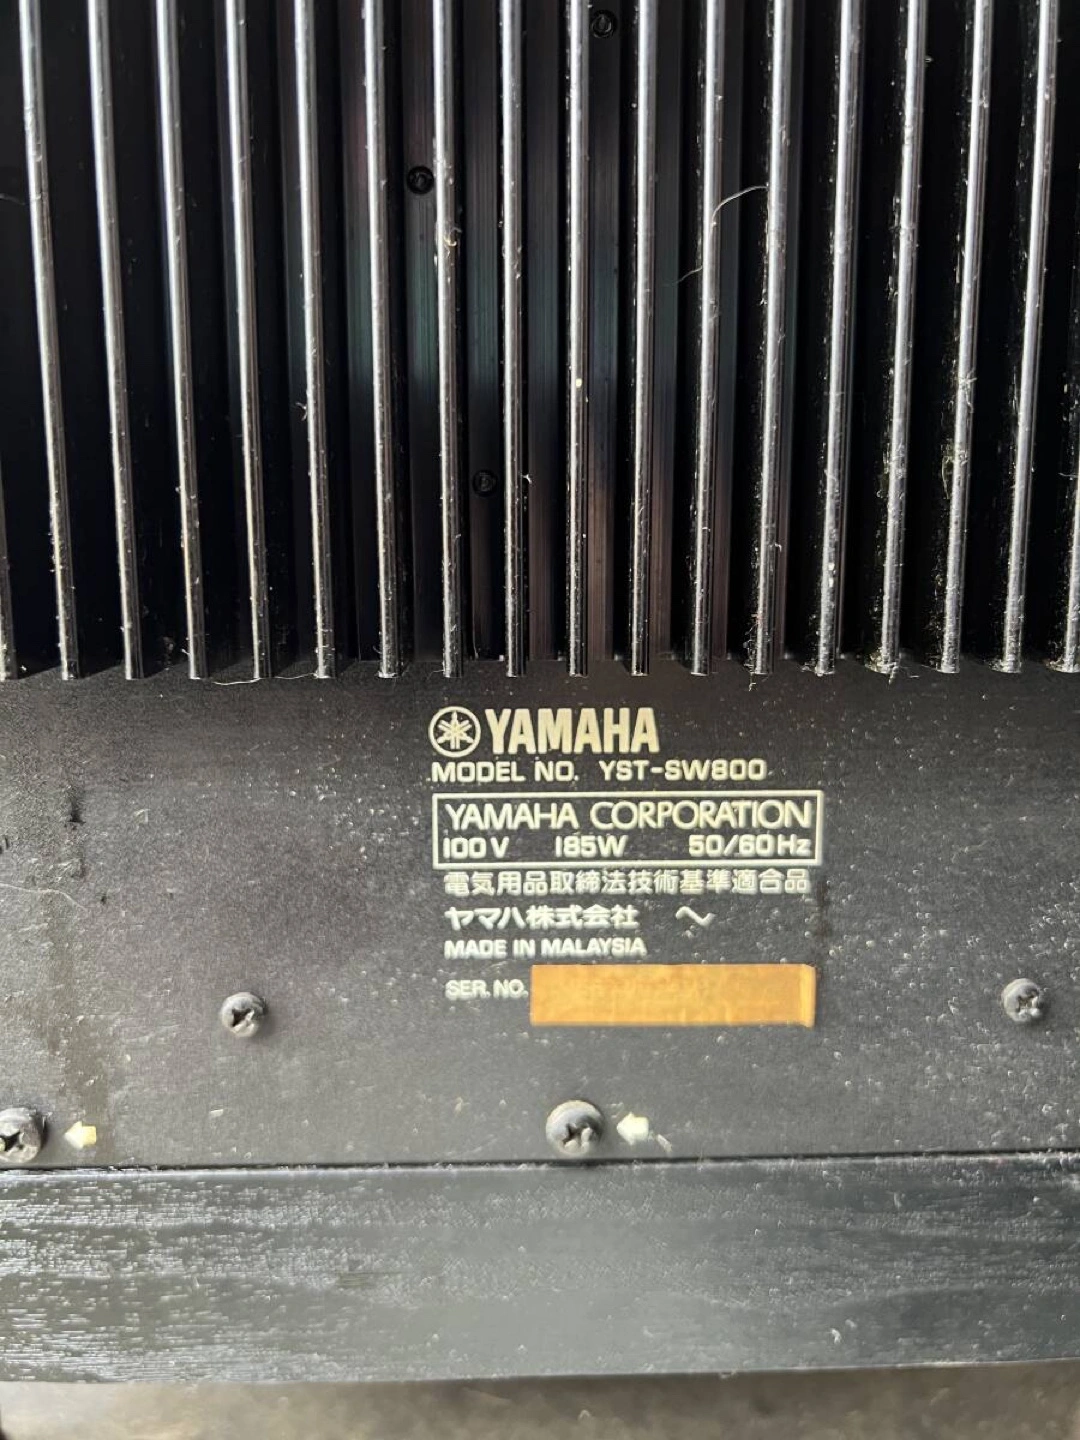 YAMAHA
MODEL NO. YST-SW800
YAMAHA CORPORATION
100V 185W 50/60Hz
電気用品取締法技術基準適合品
ヤマハ株式会社 〜
MADE IN MALAYSIA
SER. NO.